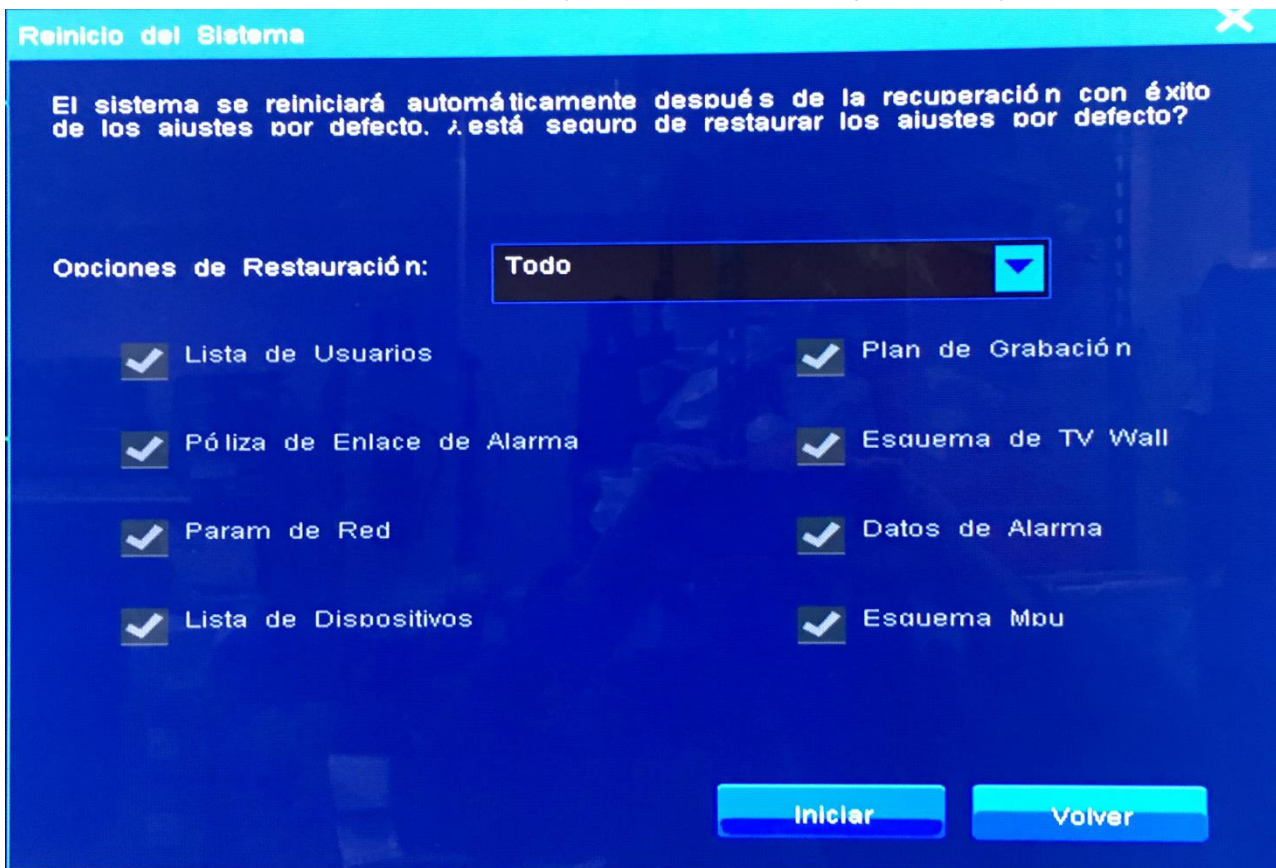 Reinicio del Sistema
El sistema se reiniciará automáticamente después de la recuperación con éxito
de los ajustes por defecto. ¿está seguro de restaurar los ajustes por defecto?
Opciones de Restauración: Todo
Lista de Usuarios Plan de Grabación
Póliza de Enlace de Alarma Esquema de TV Wall
Param de Red Datos de Alarma
Lista de Dispositivos Esquema Mpu
Iniciar Volver